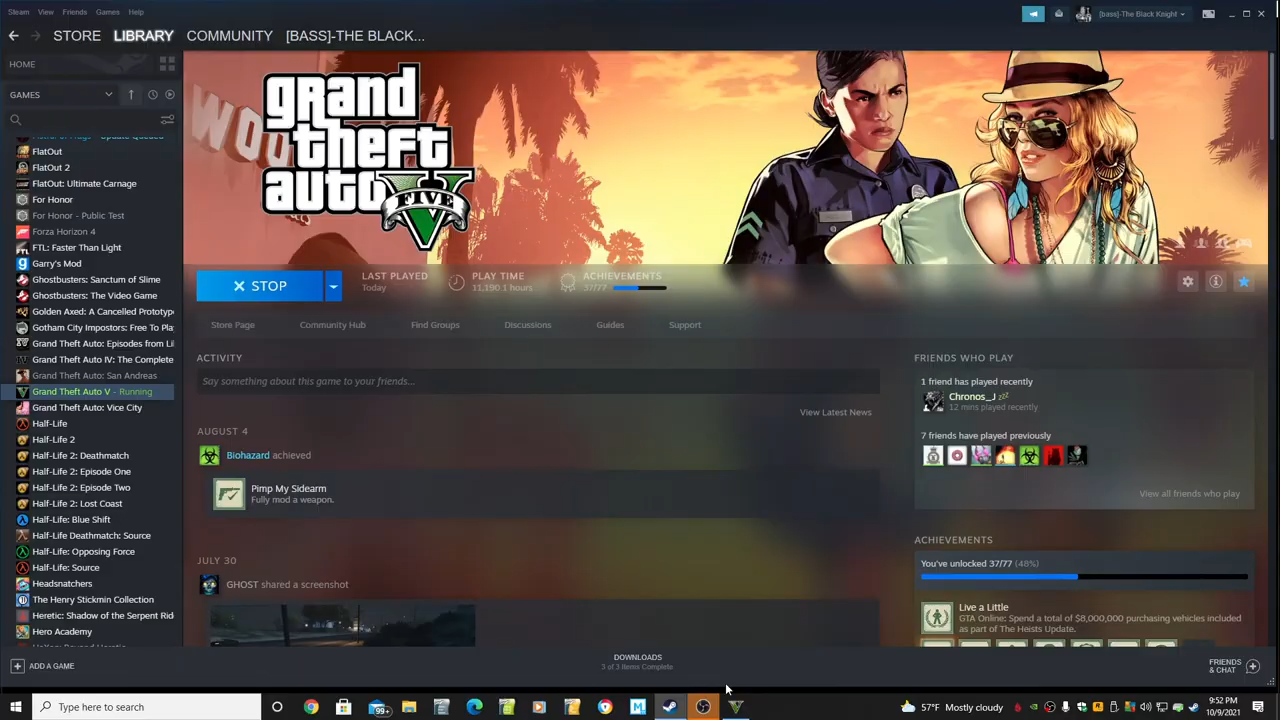 Steam View Friends Games Help
[bass]-The Black Knight
STORE LIBRARY COMMUNITY [BASS]-THE BLACK...
HOME
GAMES
FlatOut
FlatOut 2
FlatOut: Ultimate Carnage
For Honor
For Honor - Public Test
Forza Horizon 4
FTL: Faster Than Light
Garry's Mod
Ghostbusters: Sanctum of Slime
Ghostbusters: The Video Game
Golden Axed: A Cancelled Prototype
Gotham City Impostors: Free To Pla
Grand Theft Auto: Episodes from Li
Grand Theft Auto IV: The Complete
Grand Theft Auto: San Andreas
Grand Theft Auto V - Running
Grand Theft Auto: Vice City
Half-Life
Half-Life 2
Half-Life 2: Deathmatch
Half-Life 2: Episode One
Half-Life 2: Episode Two
Half-Life 2: Lost Coast
Half-Life: Blue Shift
Half-Life Deathmatch: Source
Half-Life: Opposing Force
Half-Life: Source
Headsnatchers
The Henry Stickmin Collection
Heretic: Shadow of the Serpent Rid
Hero Academy
ADD A GAME
grand
theft
auto V
FIVE
STOP
LAST PLAYED
Today
PLAY TIME
11,190.1 hours
ACHIEVEMENTS
37/77
Store Page Community Hub Find Groups Discussions Guides Support
ACTIVITY
Say something about this game to your friends...
View Latest News
AUGUST 4
Biohazard achieved
Pimp My Sidearm
Fully mod a weapon.
JULY 30
GHOST shared a screenshot
FRIENDS WHO PLAY
1 friend has played recently
Chronos_J zzz
12 mins played recently
7 friends have played previously
View all friends who play
ACHIEVEMENTS
You've unlocked 37/77 (48%)
Live a Little
GTA Online: Spend a total of $8,000,000 purchasing vehicles included
as part of The Heists Update.
DOWNLOADS
3 of 3 Items Complete
FRIENDS
& CHAT
Type here to search
99+
57°F Mostly cloudy
9:52 PM
10/9/2021